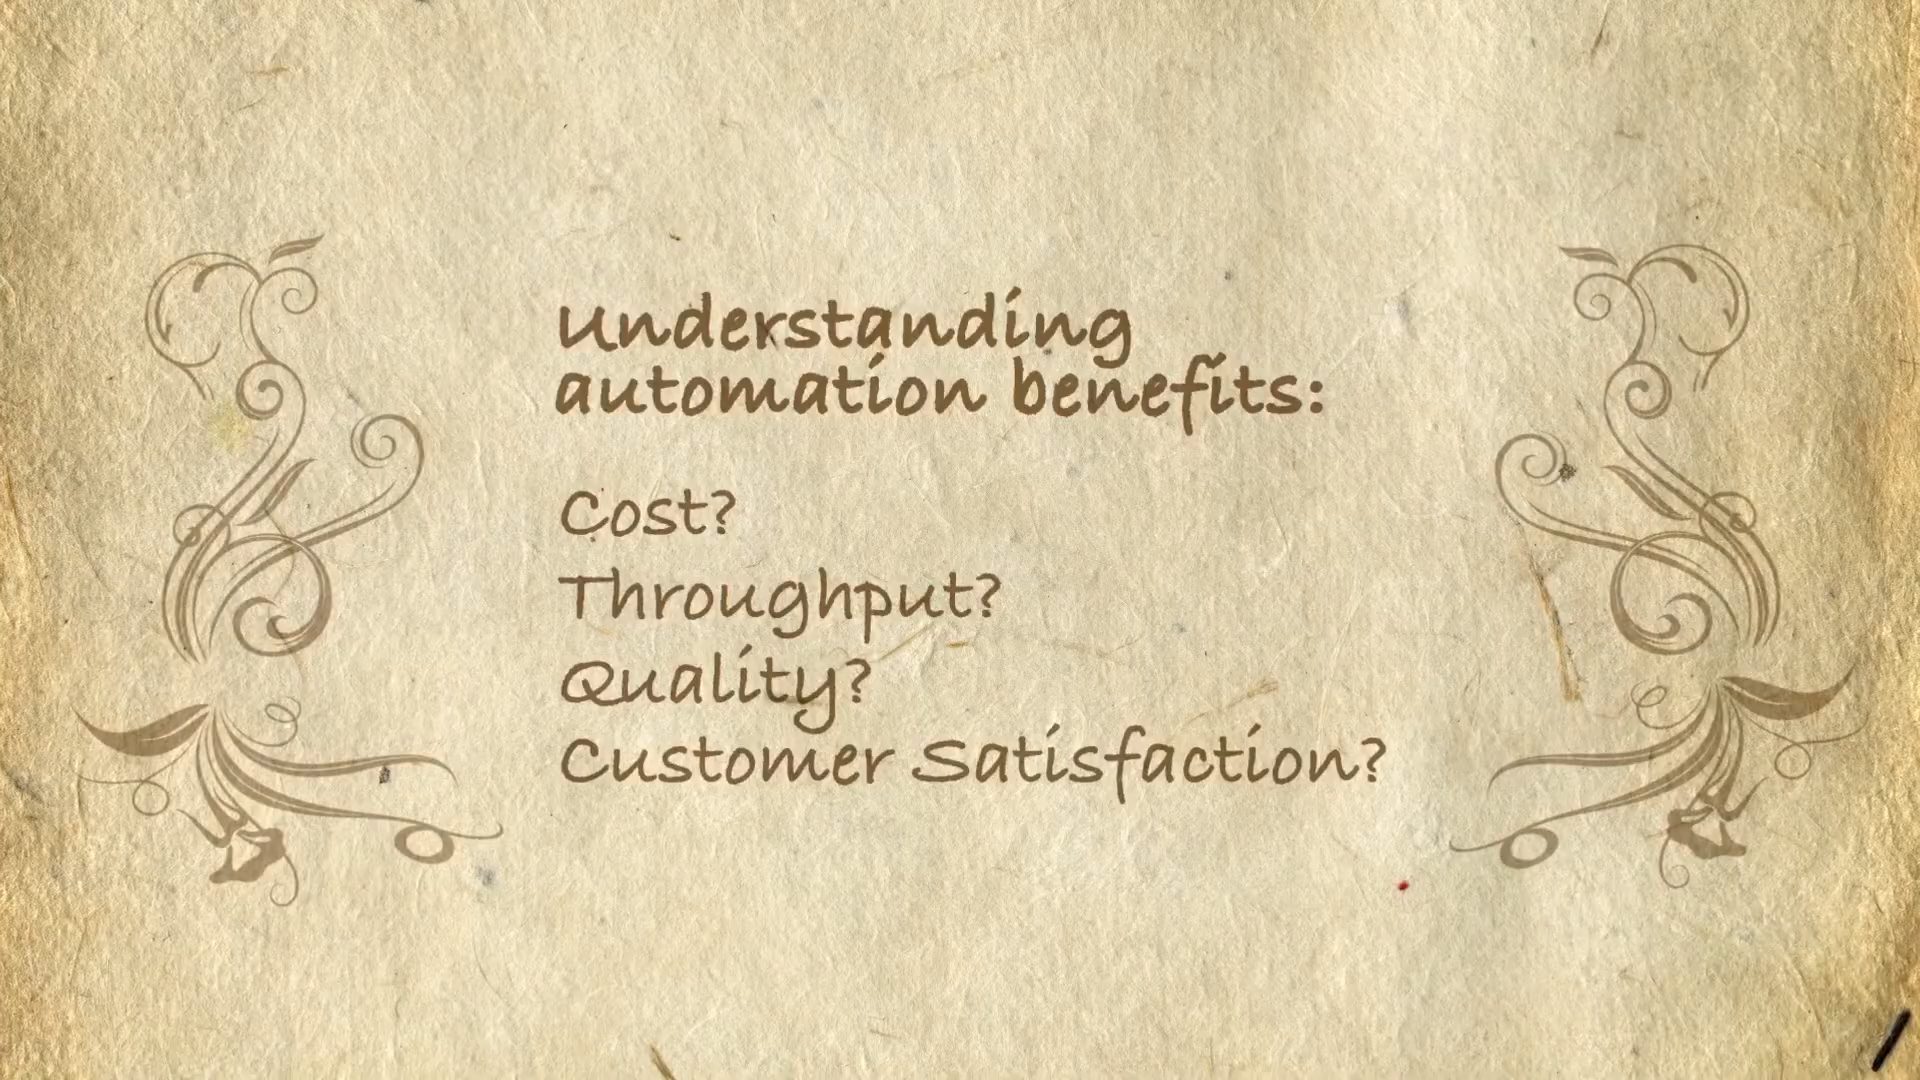 Understanding
automation benefits:
Cost?
Throughput?
Quality?
Customer Satisfaction?